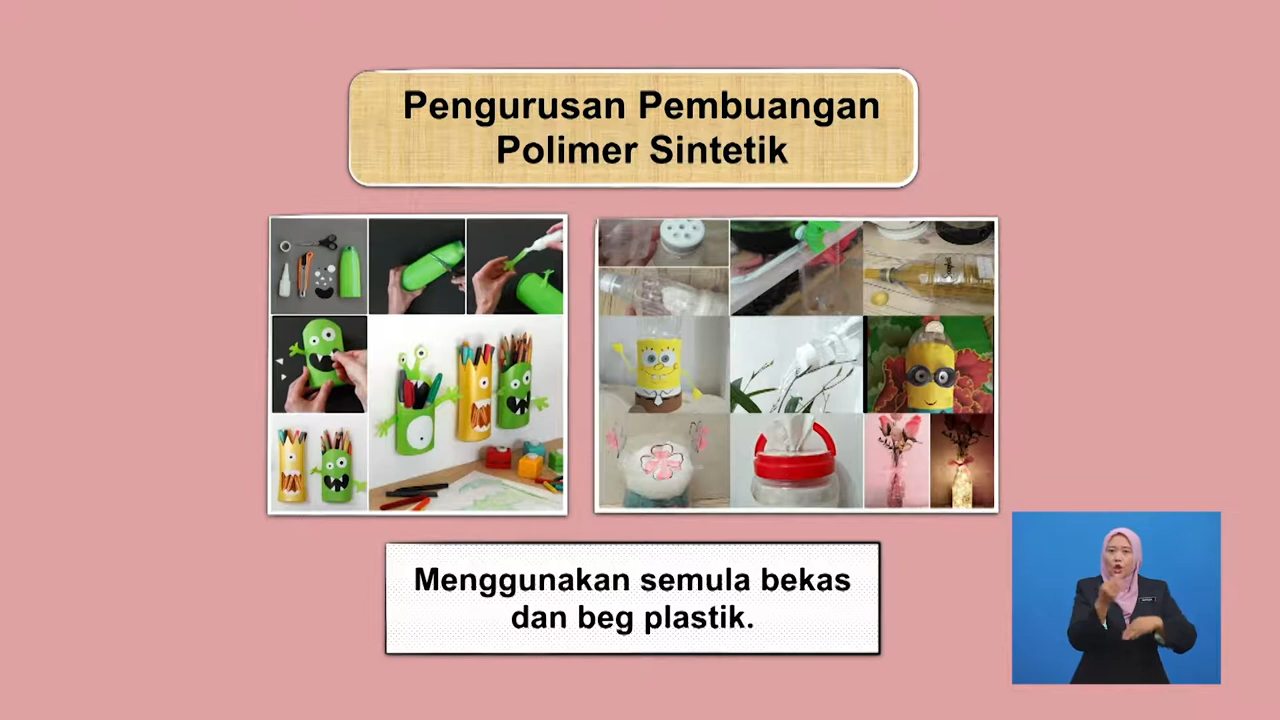 Pengurusan Pembuangan
Polimer Sintetik
Menggunakan semula bekas
dan beg plastik.